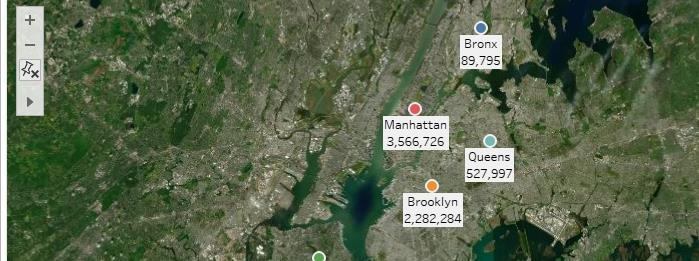 Bronx
89,795
Manhattan
3,566,726
Queens
527,997
Brooklyn
2,282,284